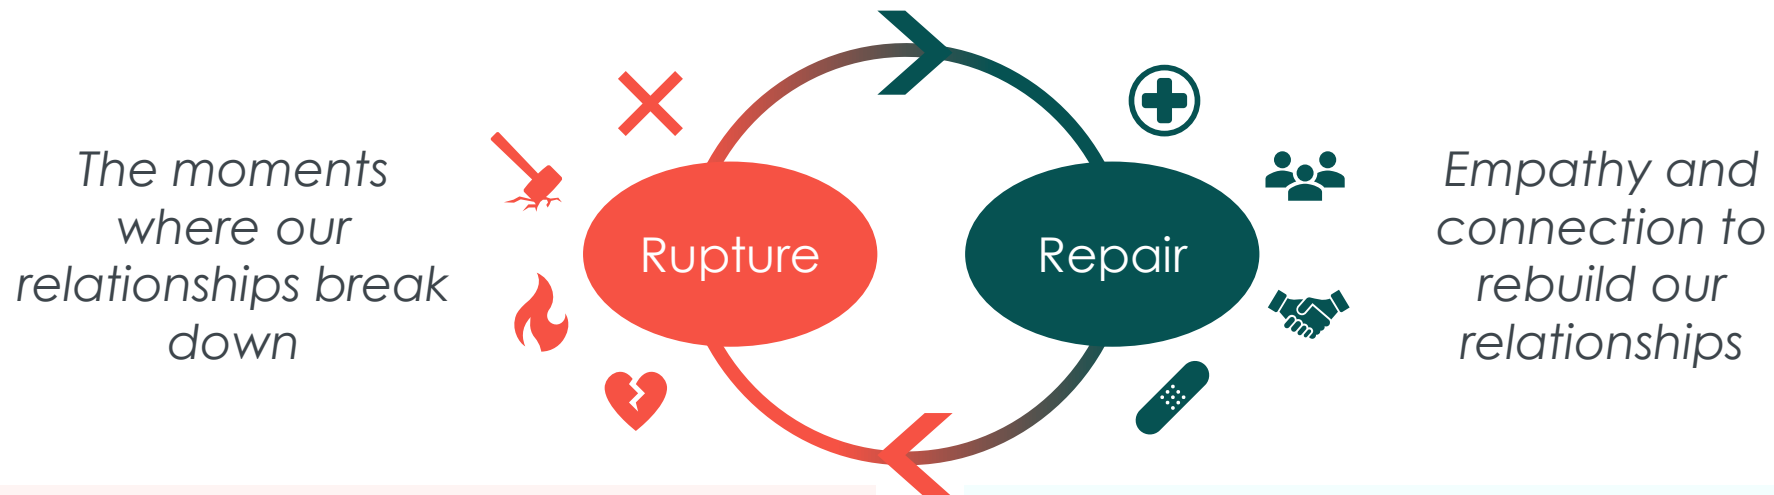 The moments
where our
relationships break
down
Rupture
Repair
Empathy and
connection to
rebuild our
relationships